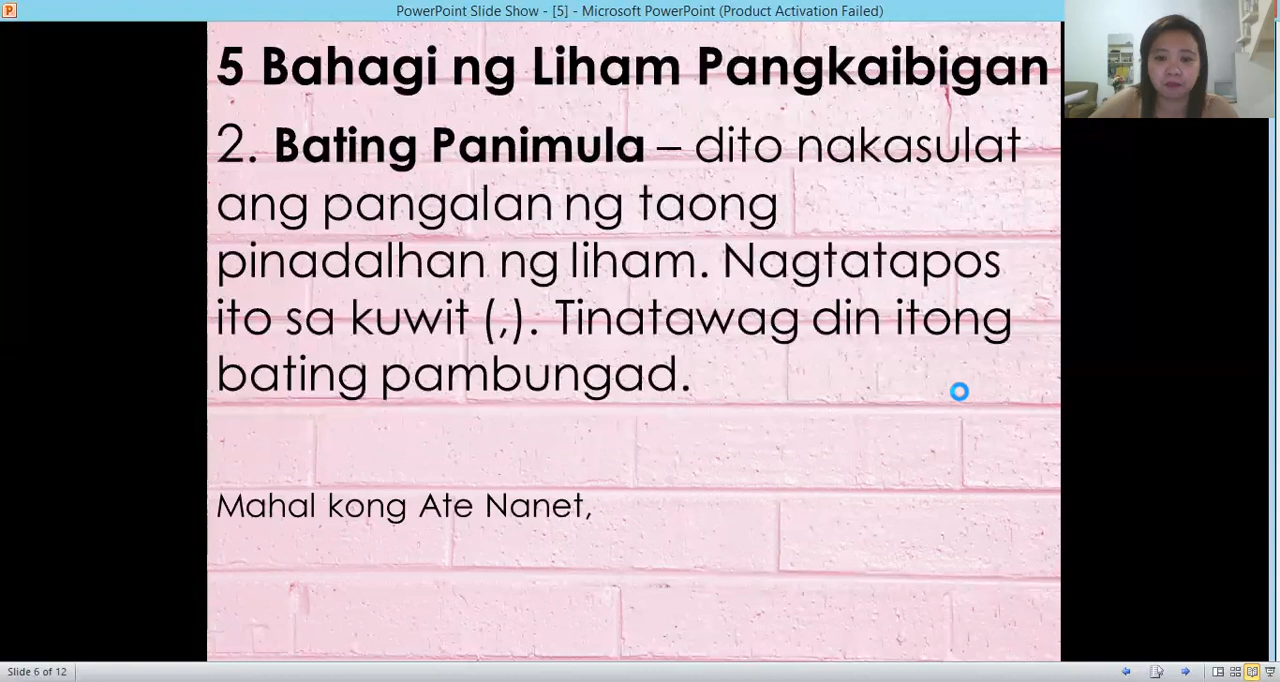 PowerPoint Slide Show - [5] - Microsoft PowerPoint (Product Activation Failed)
5 Bahagi ng Liham Pangkaibigan
2. Bating Panimula – dito nakasulat
ang pangalan ng taong
pinadalhan ng liham. Nagtatapos
ito sa kuwit (,). Tinatawag din itong
bating pambungad.
Mahal kong Ate Nanet,
Slide 6 of 12